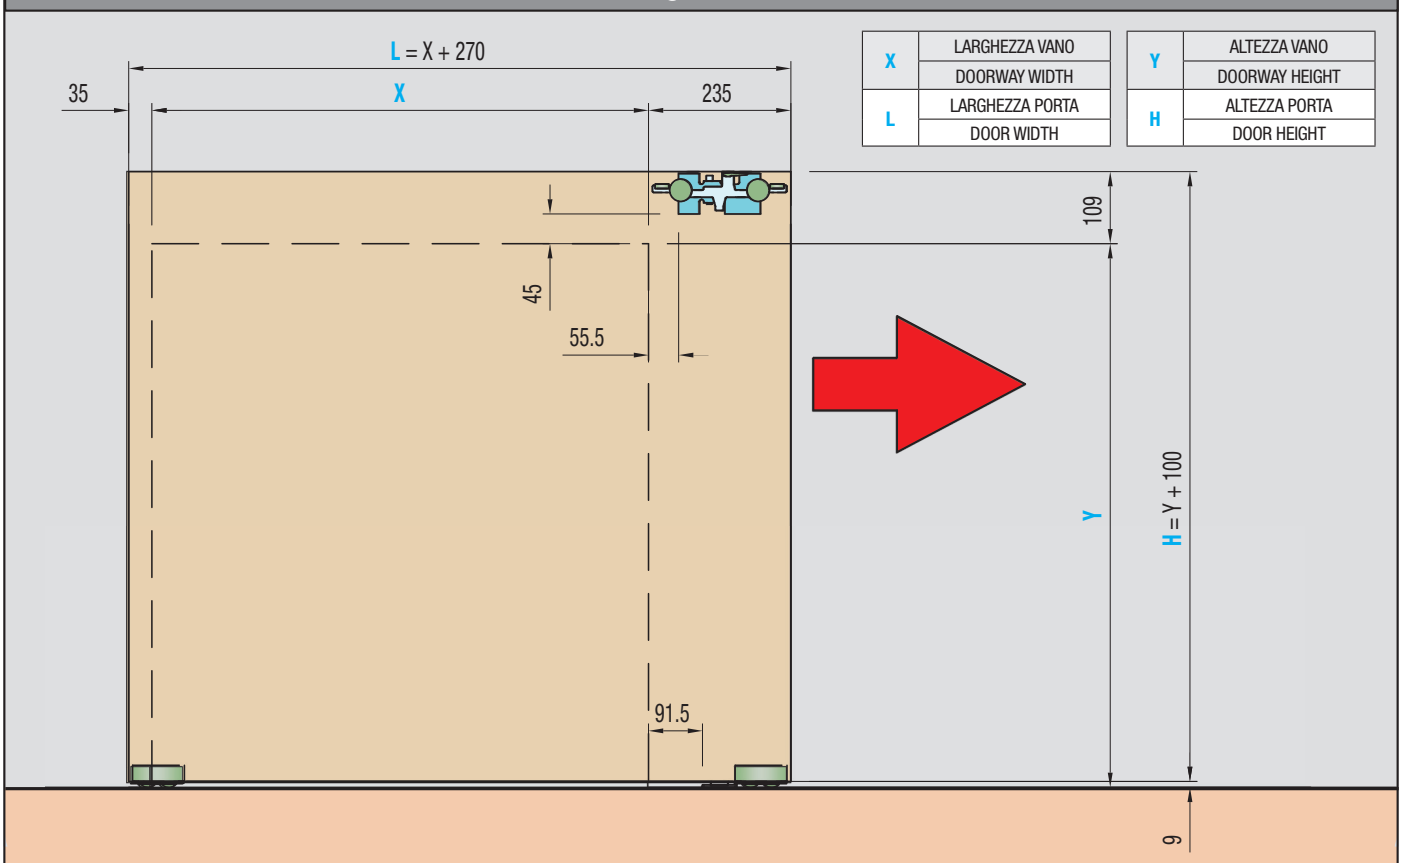 L = X + 270
35
X
235
X
LARGHEZZA VANO
DOORWAY WIDTH
L
LARGHEZZA PORTA
DOOR WIDTH
Y
ALTEZZA VANO
DOORWAY HEIGHT
H
ALTEZZA PORTA
DOOR HEIGHT
109
45
55.5
Y
H = Y + 100
91.5
9